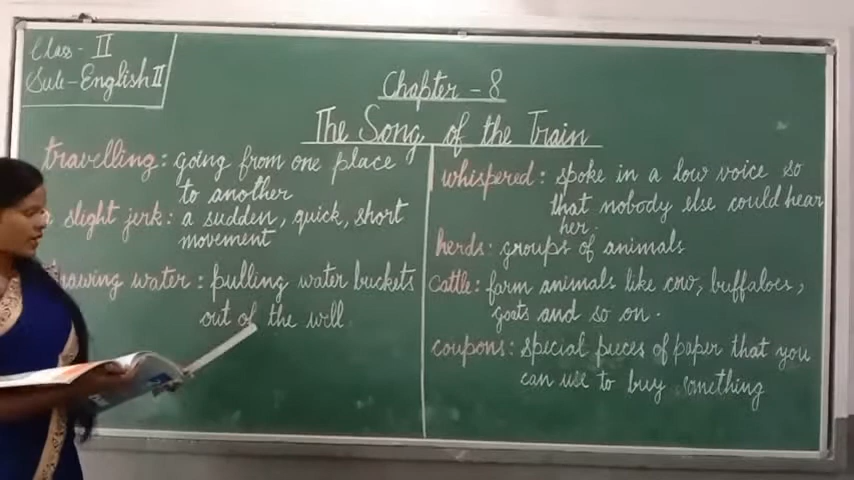 Class - II
Sub - English II
Chapter - 8
The Song of the Train
travelling : going from one place
to another
a slight jerk : a sudden, quick, short
movement
drawing water : pulling water buckets
out of the well
whispered : spoke in a low voice so
that nobody else could hear
her.
herds : groups of animals
cattle : farm animals like cow, buffaloes,
goats and so on.
coupons : special pieces of paper that you
can use to buy something